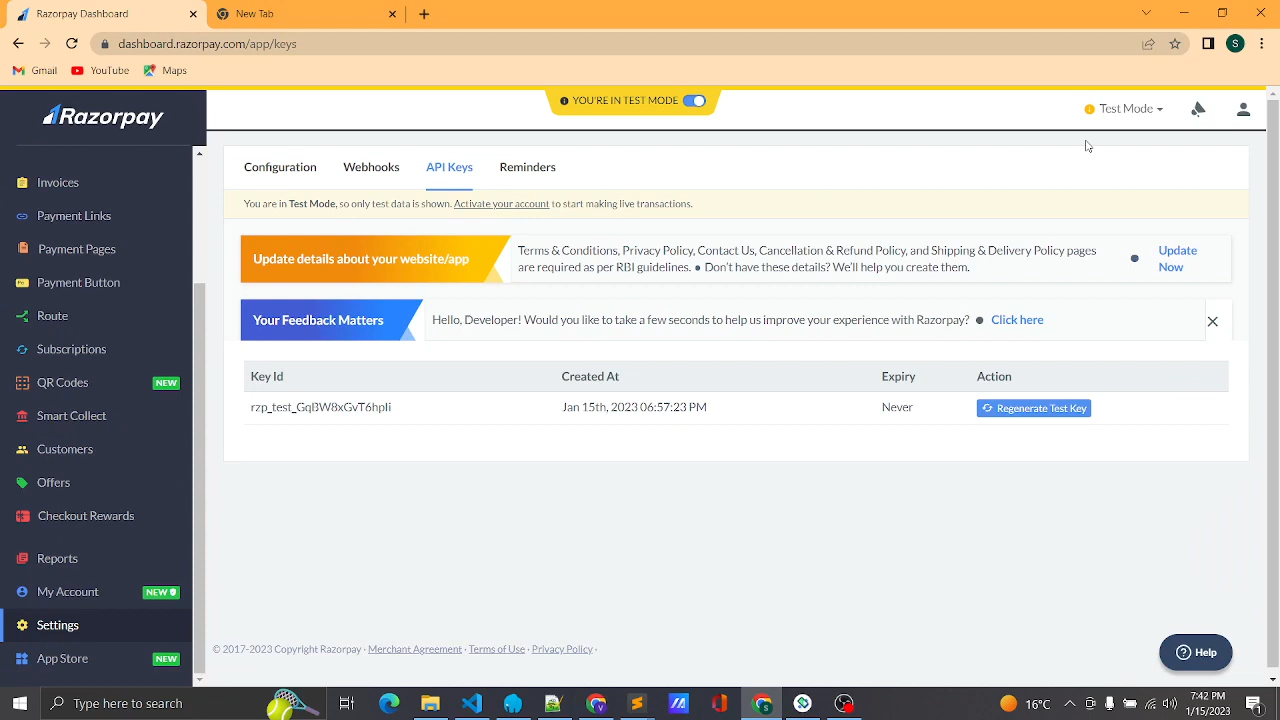 Razorpay Dashboard
New Tab
dashboard.razorpay.com/app/keys
S
Gmail
YouTube
Maps
Razorpay
YOU'RE IN TEST MODE
Test Mode
Invoices
Payment Links
Payment Pages
Payment Button
Route
Subscriptions
QR Codes NEW
Smart Collect
Customers
Offers
Checkout Rewards
Reports
My Account NEW
Settings
App Store NEW
Configuration
Webhooks
API Keys
Reminders
You are in Test Mode, so only test data is shown. Activate your account to start making live transactions.
Update details about your website/app
Terms & Conditions, Privacy Policy, Contact Us, Cancellation & Refund Policy, and Shipping & Delivery Policy pages
are required as per RBI guidelines. ● Don't have these details? We'll help you create them.
Update
Now
Your Feedback Matters
Hello, Developer! Would you like to take a few seconds to help us improve your experience with Razorpay? ● Click here
Key Id
Created At
Expiry
Action
Jan 15th, 2023 06:57:23 PM
Never
Regenerate Test Key
© 2017-2023 Copyright Razorpay · Merchant Agreement · Terms of Use · Privacy Policy ·
Help
16°C
ENG
7:42 PM
1/15/2023